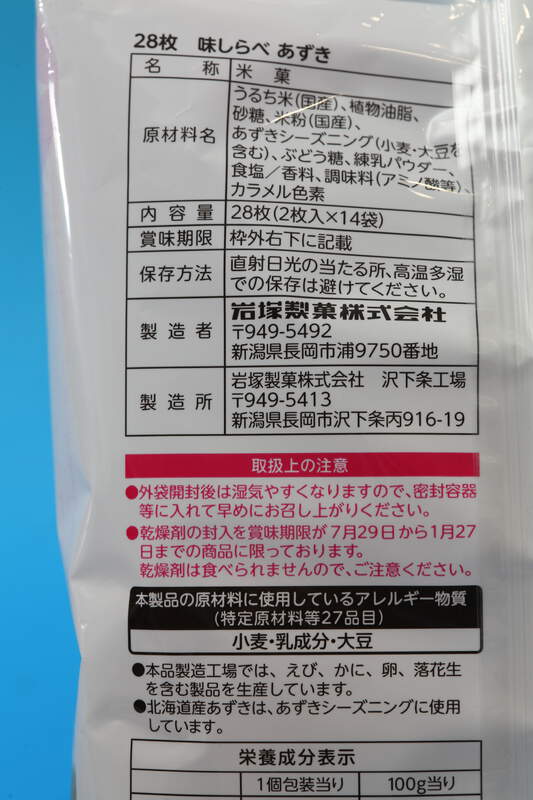 28枚 味しらべ あずき
名称 米菓
原材料名 うるち米(国産)、植物油脂、
砂糖、米粉(国産)、
あずきシーズニング(小麦・大豆を
含む)、ぶどう糖、練乳パウダー、
食塩/香料、調味料(アミノ酸等)、
カラメル色素
内容量 28枚(2枚入×14袋)
賞味期限 枠外右下に記載
保存方法 直射日光の当たる所、高温多湿
での保存は避けてください。
製造者 岩塚製菓株式会社
〒949-5492
新潟県長岡市浦9750番地
製造所 岩塚製菓株式会社 沢下条工場
〒949-5413
新潟県長岡市沢下条丙916-19
取扱上の注意
●外袋開封後は湿気やすくなりますので、密封容器
等に入れて早めにお召し上がりください。
●乾燥剤の封入を賞味期限が7月29日から1月27
日までの商品に限っております。
乾燥剤は食べられませんので、ご注意ください。
本製品の原材料に使用しているアレルギー物質
(特定原材料等27品目)
小麦・乳成分・大豆
●本品製造工場では、えび、かに、卵、落花生
を含む製品を生産しています。
●北海道産あずきは、あずきシーズニングに使用
しています。
栄養成分表示
1個包装当り 100g当り